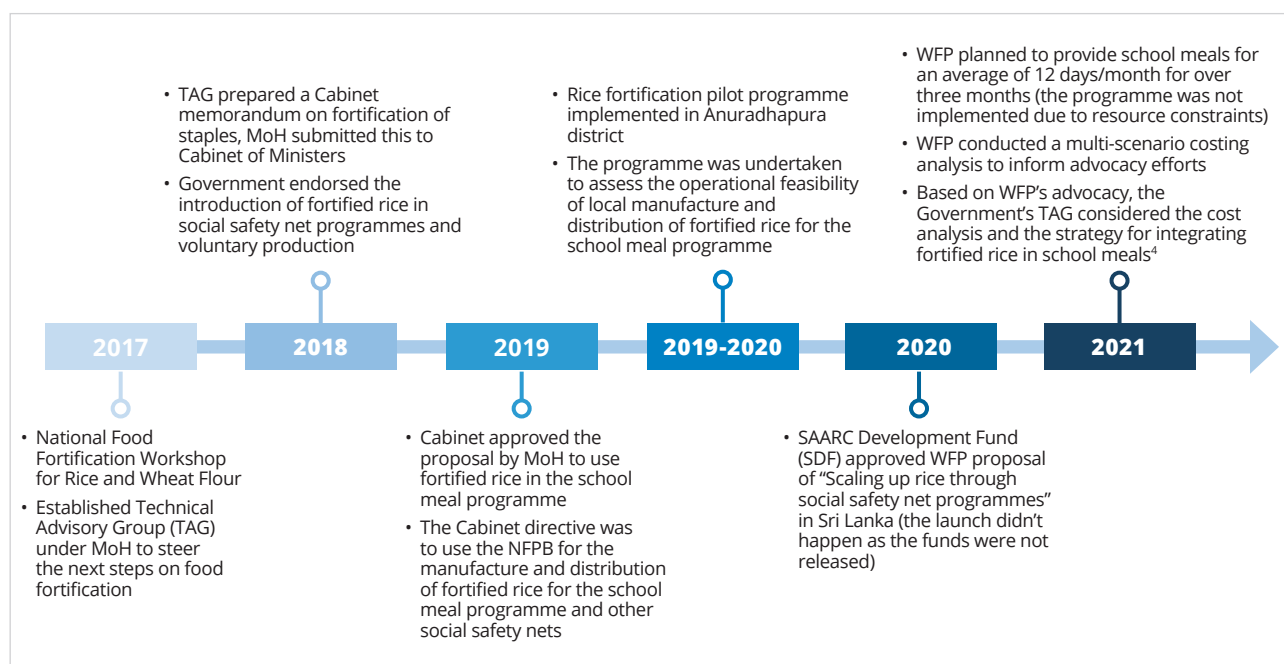 • TAG prepared a Cabinet
memorandum on fortification of
staples, MoH submitted this to
Cabinet of Ministers
• Government endorsed the
introduction of fortified rice in
social safety net programmes and
voluntary production
• Rice fortification pilot programme
implemented in Anuradhapura
district
• The programme was undertaken
to assess the operational feasibility
of local manufacture and
distribution of fortified rice for the
school meal programme
• WFP planned to provide school meals for
an average of 12 days/month for over
three months (the programme was not
implemented due to resource constraints)
• WFP conducted a multi-scenario costing
analysis to inform advocacy efforts
• Based on WFP’s advocacy, the
Government’s TAG considered the cost
analysis and the strategy for integrating
fortified rice in school meals⁴
2017
2018
2019
2019-2020
2020
2021
• National Food
Fortification Workshop
for Rice and Wheat Flour
• Established Technical
Advisory Group (TAG)
under MoH to steer
the next steps on food
fortification
• Cabinet approved the
proposal by MoH to use
fortified rice in the school
meal programme
• The Cabinet directive was
to use the NFPB for the
manufacture and distribution
of fortified rice for the school
meal programme and other
social safety nets
• SAARC Development Fund
(SDF) approved WFP proposal
of “Scaling up rice through
social safety net programmes”
in Sri Lanka (the launch didn’t
happen as the funds were not
released)